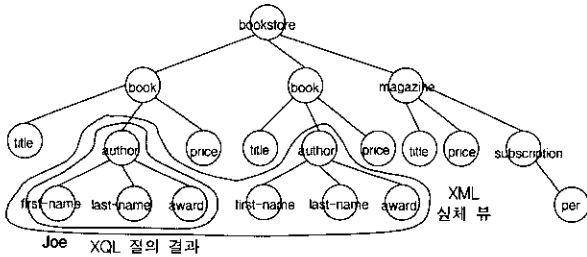 bookstore
book book magazine
title author price title author price title price subscription
first-name last-name award first-name last-name award XML
실체 뷰
per
Joe XQL 질의 결과